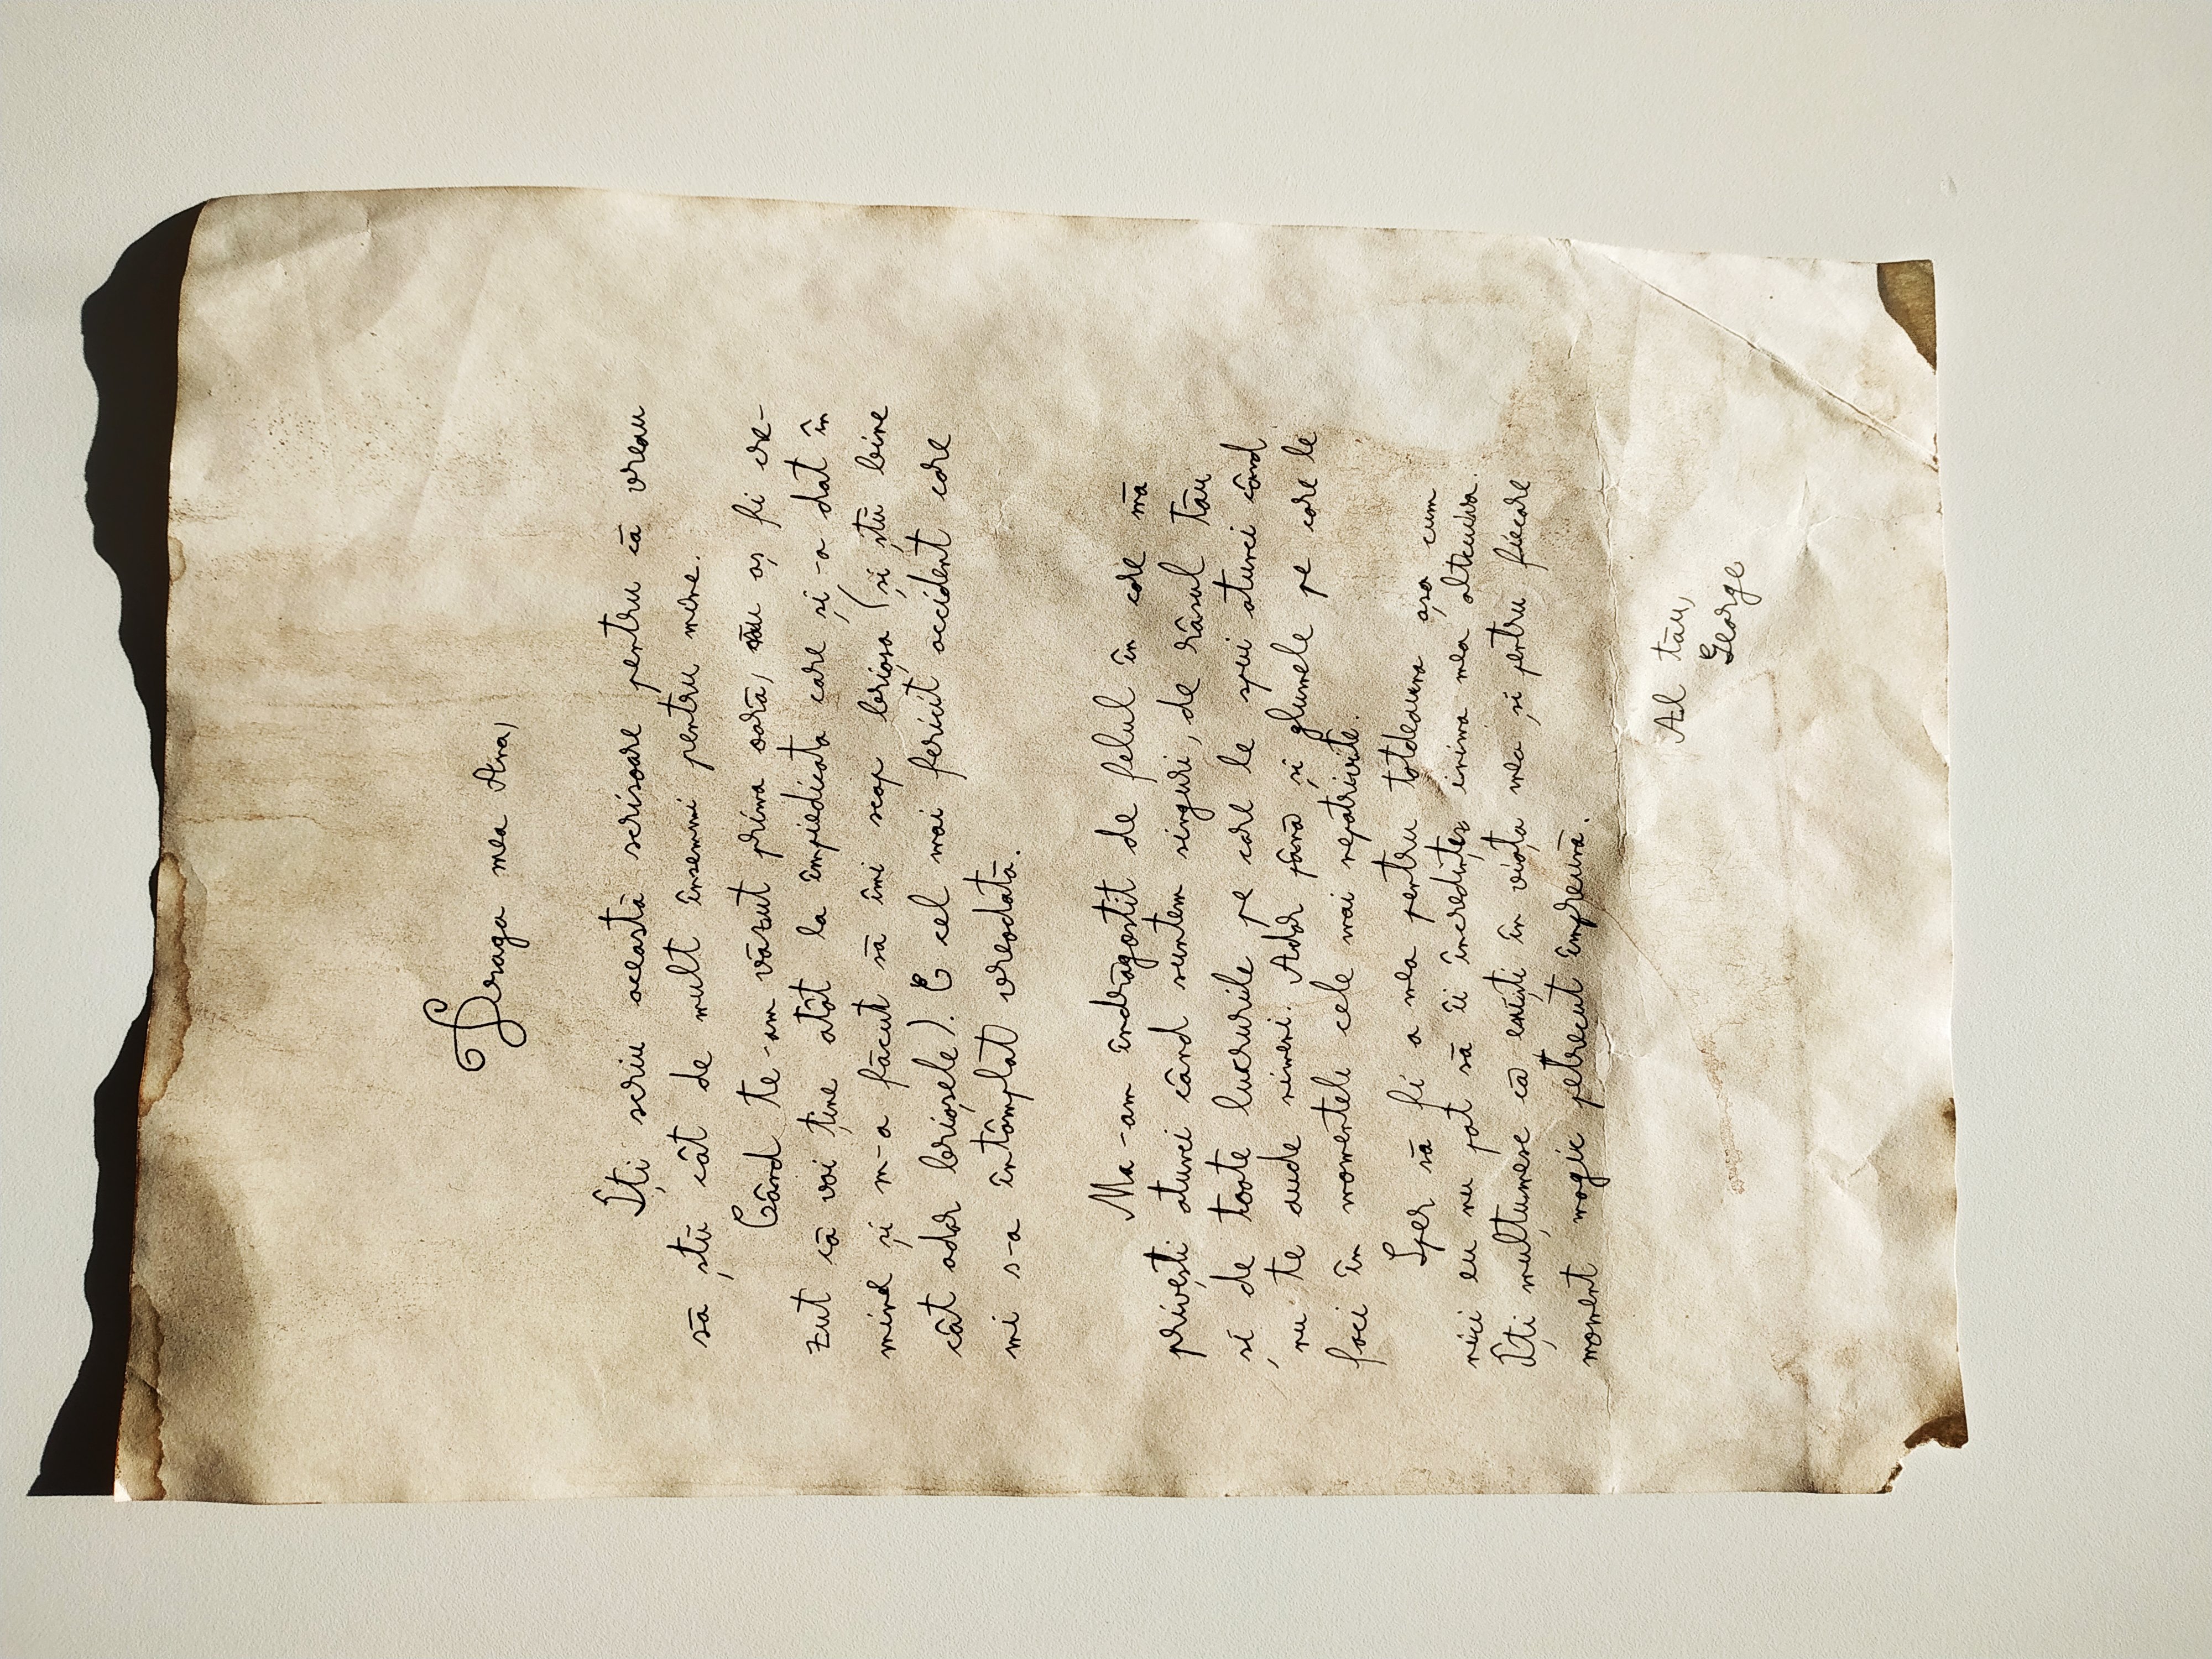 Draga mea Ana,
Îți scriu această scrisoare pentru că vreau
să știi cât de mult însemni pentru mine.
Când te-am văzut prima oară, nu aș fi cre-
zut că voi ține atât la împiedicata care și-a dat în
mine și m-a făcut să îmi scap brioșa (și știi bine
cât ador brioșele). E cel mai fericit accident care
mi s-a întâmplat vreodată.
Ma-am îndrăgostit de felul în care mă
privești atunci când suntem singuri, de râsul tău
și de toate lucrurile pe care le spui atunci când
nu te aude nimeni. Ador până și glumele pe care le
faci în momentele cele mai nepotrivite.
Sper să fi a mea pentru totdeauna așa cum
nici eu nu pot să îi încredințez inima mea altcuiva.
Îți mulțumesc că exiști în viața mea și pentru fiecare
moment magic petrecut împreună.
Al tău,
George